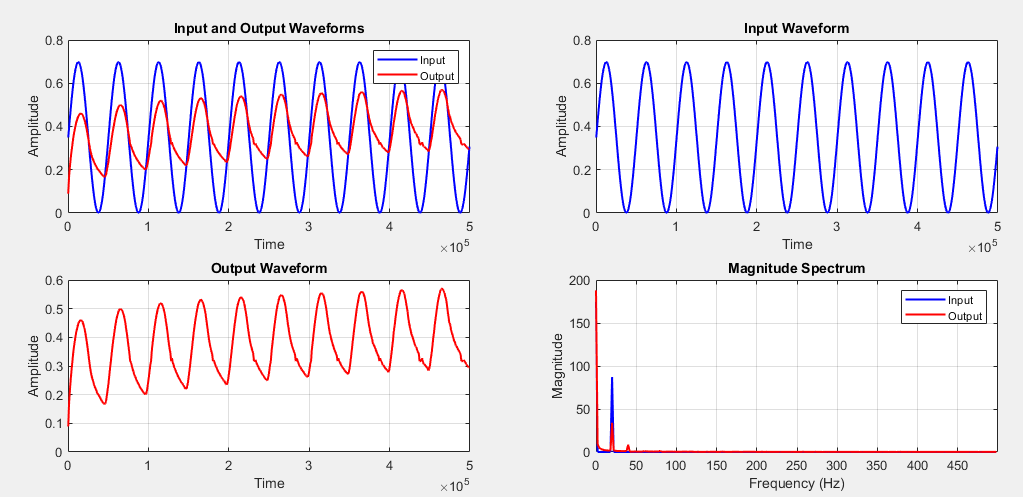 Input and Output Waveforms
Amplitude
0.8
0.6
0.4
0.2
0
Input
Output
0 1 2 3 4 5
Time
×10^5
Input Waveform
Amplitude
0.8
0.6
0.4
0.2
0
0 1 2 3 4 5
Time
×10^5
Output Waveform
Amplitude
0.6
0.5
0.4
0.3
0.2
0.1
0
0 1 2 3 4 5
Time
×10^5
Magnitude Spectrum
Magnitude
200
150
100
50
0
Input
Output
0 50 100 150 200 250 300 350 400 450
Frequency (Hz)